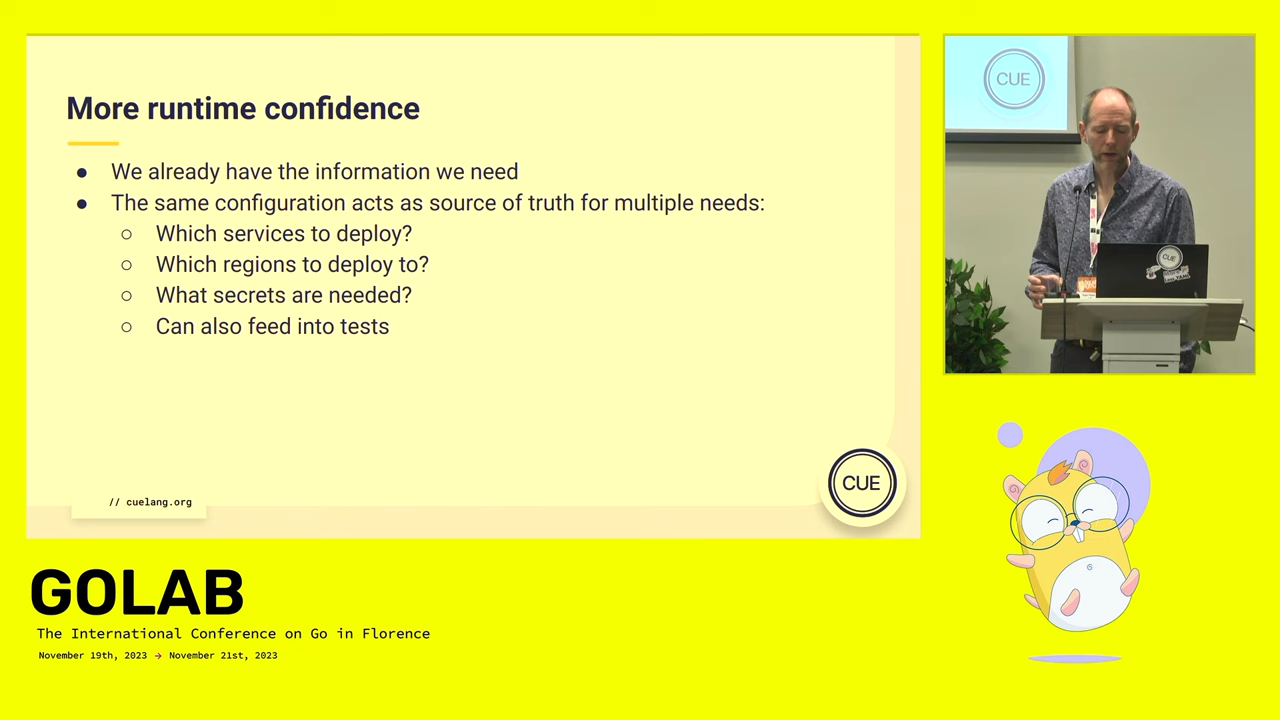 More runtime confidence
● We already have the information we need
● The same configuration acts as source of truth for multiple needs:
○ Which services to deploy?
○ Which regions to deploy to?
○ What secrets are needed?
○ Can also feed into tests
// cuelang.org
CUE
CUE
CUE
GOLAB
The International Conference on Go in Florence
November 19th, 2023 → November 21st, 2023